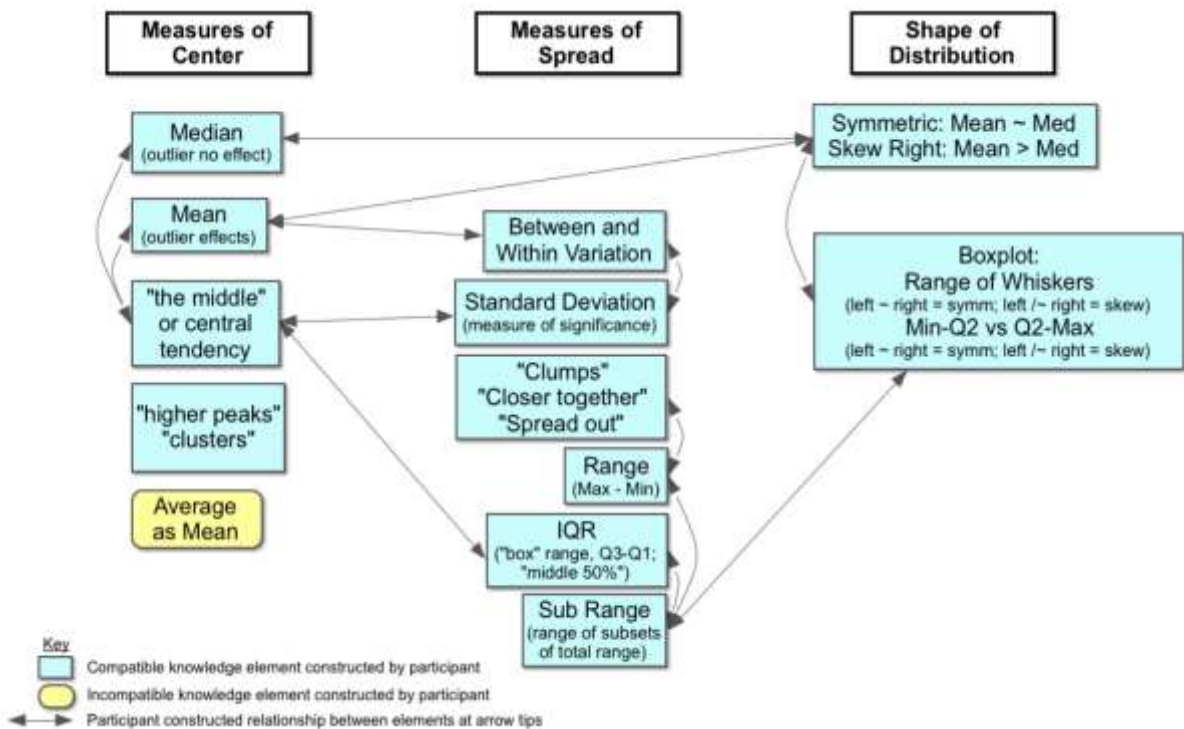 Measures of
Center
Measures of
Spread
Shape of
Distribution
Median
(outlier no effect)
Mean
(outlier effects)
"the middle"
or central
tendency
"higher peaks"
"clusters"
Average
as Mean
Between and
Within Variation
Standard Deviation
(measure of significance)
"Clumps"
"Closer together"
"Spread out"
Range
(Max - Min)
IQR
("box" range, Q3-Q1;
"middle 50%")
Sub Range
(range of subsets
of total range)
Symmetric: Mean ~ Med
Skew Right: Mean > Med
Boxplot:
Range of Whiskers
(left ~ right = symm; left /~ right = skew)
Min-Q2 vs Q2-Max
(left ~ right = symm; left /~ right = skew)
Key
Compatible knowledge element constructed by participant
Incompatible knowledge element constructed by participant
Participant constructed relationship between elements at arrow tips